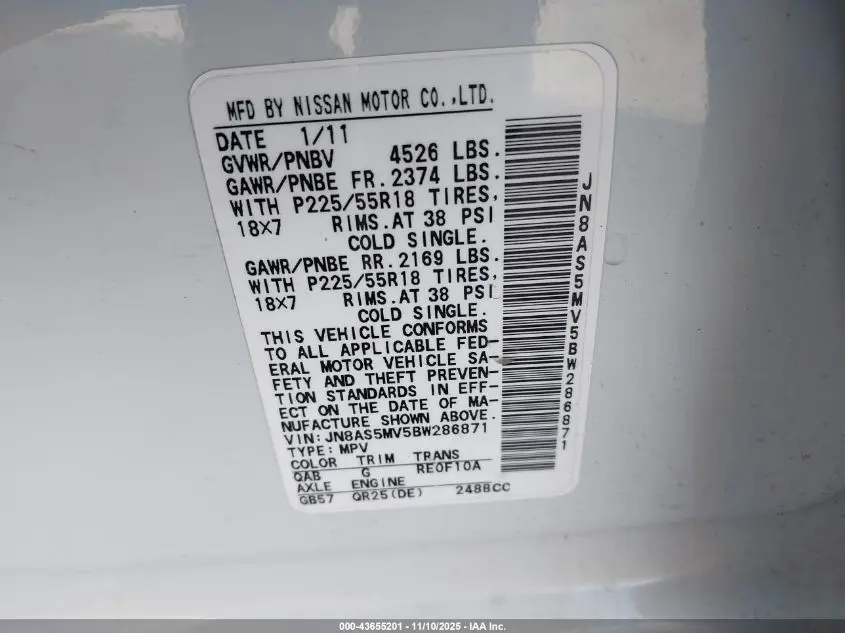 MFD BY NISSAN MOTOR CO.,LTD.
DATE 1/11
GVWR/PNBV 4526 LBS.
GAWR/PNBE FR.2374 LBS.
WITH P225/55R18 TIRES,
18X7 RIMS.AT 38 PSI
COLD SINGLE.
GAWR/PNBE RR.2169 LBS.
WITH P225/55R18 TIRES,
18X7 RIMS.AT 38 PSI
COLD SINGLE.
THIS VEHICLE CONFORMS
TO ALL APPLICABLE FED-
ERAL MOTOR VEHICLE SA-
FETY AND THEFT PREVEN-
TION STANDARDS IN EFF-
ECT ON THE DATE OF MA-
NUFACTURE SHOWN ABOVE.
VIN:JN8AS5MV5BW286871
TYPE:MPV
COLOR TRIM TRANS
QAB G RE0F10A
AXLE ENGINE
GB57 QR25(DE) 2488CC
JN8AS5MV5BW286871
000-43655201 - 11/10/2025 - IAA Inc.